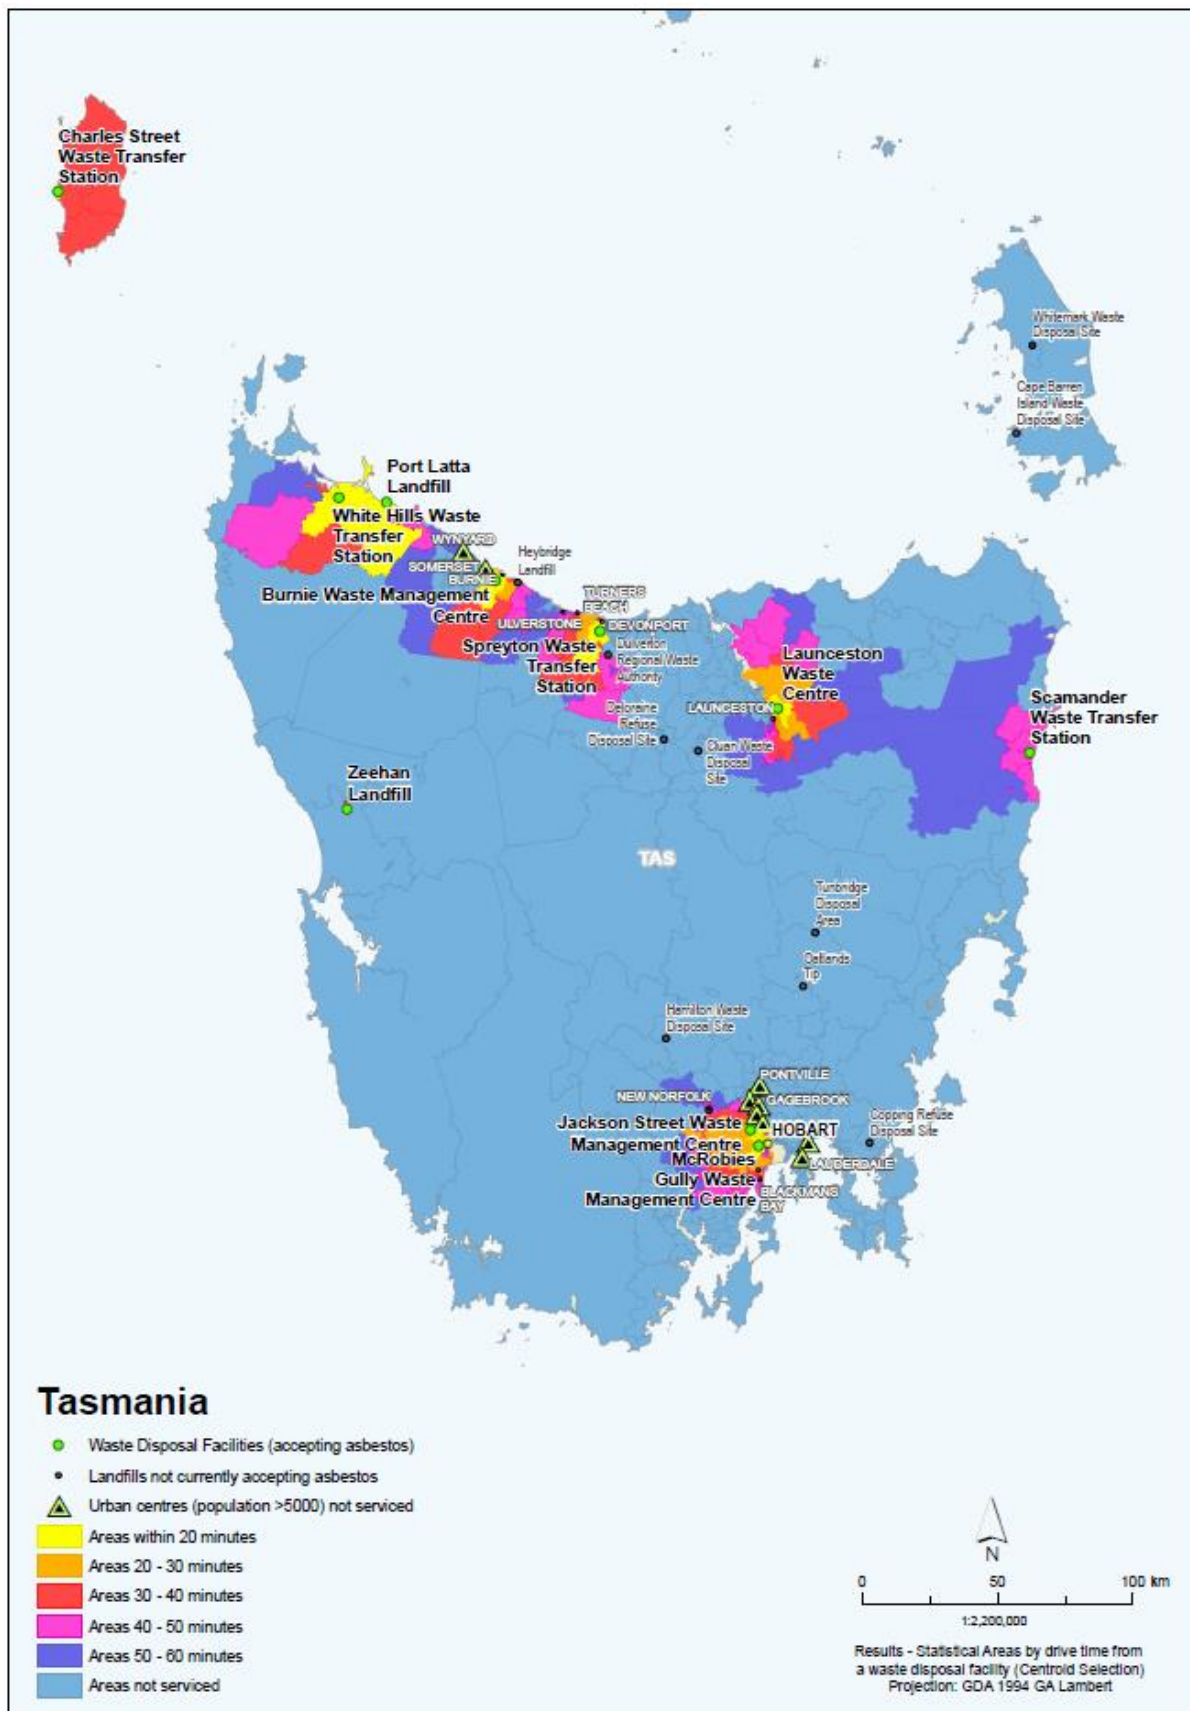 Charles Street
Waste Transfer
Station
Whitemark Waste
Disposal Site
Cape Barren
Island Waste
Disposal Site
Port Latta
Landfill
White Hills Waste
Transfer
Station
WYNYARD
SOMERSET
BURNIE
Heybridge
Landfill
Burnie Waste Management
Centre
TURNERS
BEACH
ULVERSTONE
DEVONPORT
Spreyton Waste
Transfer
Station
Dulverton
Regional Waste
Authority
Launceston
Waste
Centre
LAUNCESTON
Scamander
Waste Transfer
Station
Deloraine
Refuse
Disposal Site
Cluan Waste
Disposal
Site
Zeehan
Landfill
TAS
Tunbridge
Disposal
Area
Oatlands
Tip
Hamilton Waste
Disposal Site
PONTVILLE
NEW NORFOLK
GAGEBROOK
Jackson Street Waste
Management Centre
HOBART
Copping Refuse
Disposal Site
McRobies
Gully Waste
Management Centre
LAUDERDALE
BLACKMANS
BAY
Tasmania
Waste Disposal Facilities (accepting asbestos)
Landfills not currently accepting asbestos
Urban centres (population >5000) not serviced
Areas within 20 minutes
Areas 20 - 30 minutes
Areas 30 - 40 minutes
Areas 40 - 50 minutes
Areas 50 - 60 minutes
Areas not serviced
N
0 50 100 km
1:2,200,000
Results - Statistical Areas by drive time from
a waste disposal facility (Centroid Selection)
Projection: GDA 1994 GA Lambert